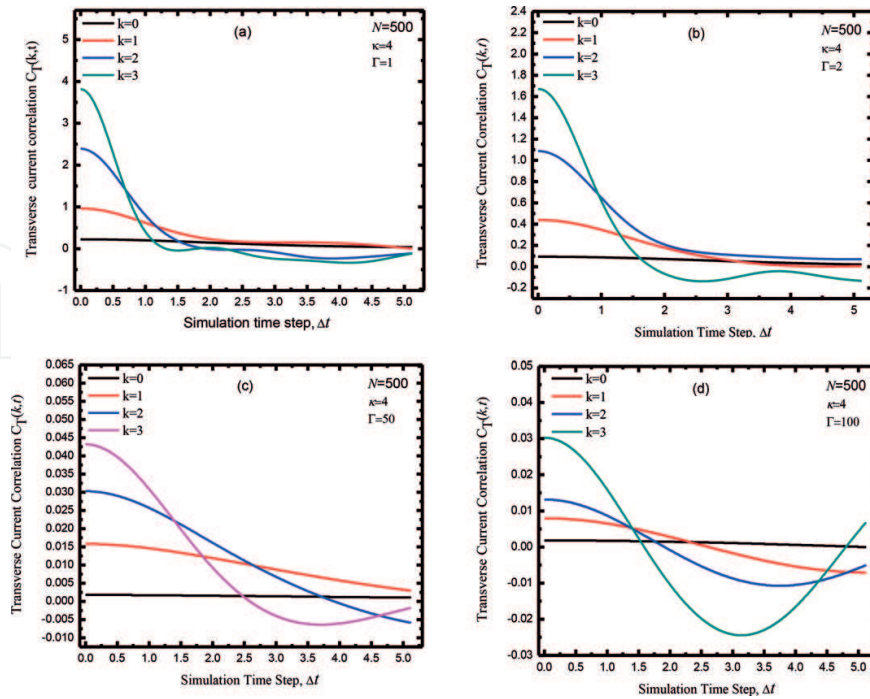 (a)
N=500
κ=4
Γ=1
k=0
k=1
k=2
k=3
Transverse current correlation C_T(k,t)
5
4
3
2
1
0
-1
0.0 0.5 1.0 1.5 2.0 2.5 3.0 3.5 4.0 4.5 5.0
Simulation time step, Δt
(b)
N=500
κ=4
Γ=2
k=0
k=1
k=2
k=3
Treansverse Current Correlation C_T(k,t)
2.4
2.2
2.0
1.8
1.6
1.4
1.2
1.0
0.8
0.6
0.4
0.2
0.0
-0.2
0 1 2 3 4 5
Simulation Time Step, Δt
(c)
N=500
κ=4
Γ=50
k=0
k=1
k=2
k=3
Transverse Current Correlation C_T(k,t)
0.065
0.060
0.055
0.050
0.045
0.040
0.035
0.030
0.025
0.020
0.015
0.010
0.005
0.000
-0.005
-0.010
0.0 0.5 1.0 1.5 2.0 2.5 3.0 3.5 4.0 4.5 5.0
Simulation Time Step, Δt
(d)
N=500
κ=4
Γ=100
k=0
k=1
k=2
k=3
Transverse Current Correlation C_T(k,t)
0.05
0.04
0.03
0.02
0.01
0.00
-0.01
-0.02
-0.03
0.0 0.5 1.0 1.5 2.0 2.5 3.0 3.5 4.0 4.5 5.0
Simulation Time Step, Δt